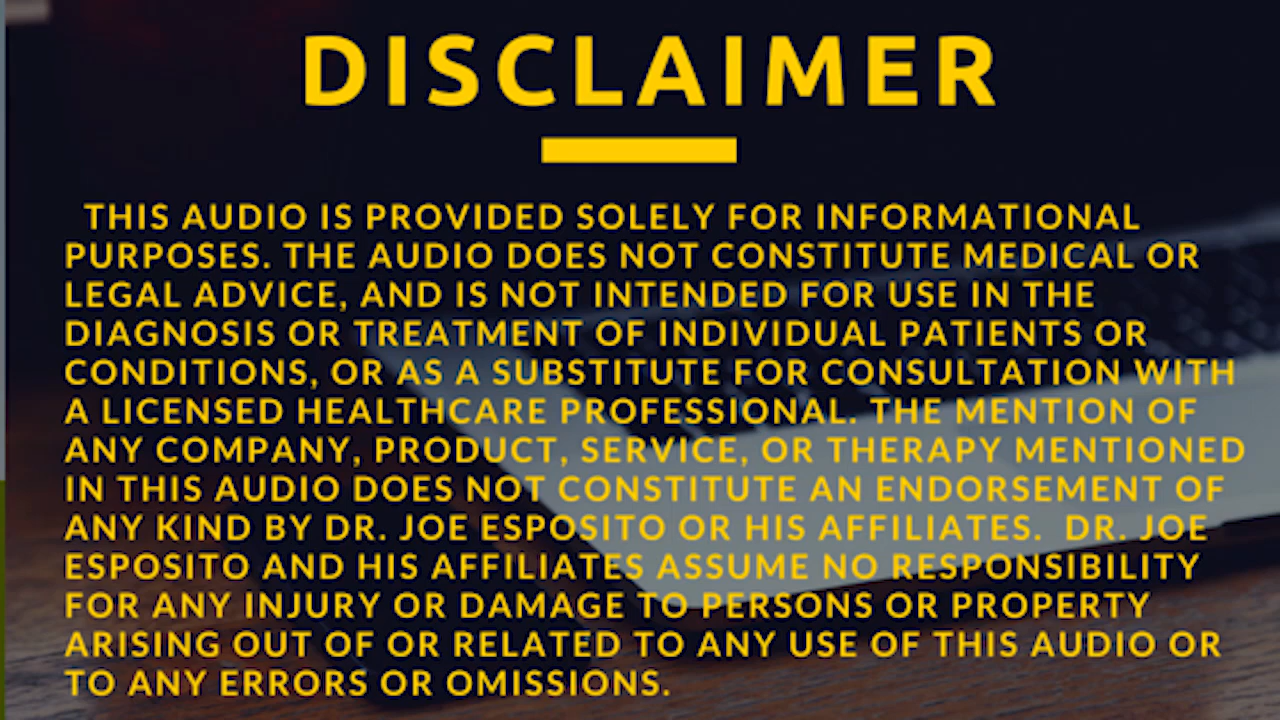 DISCLAIMER
THIS AUDIO IS PROVIDED SOLELY FOR INFORMATIONAL
PURPOSES. THE AUDIO DOES NOT CONSTITUTE MEDICAL OR
LEGAL ADVICE, AND IS NOT INTENDED FOR USE IN THE
DIAGNOSIS OR TREATMENT OF INDIVIDUAL PATIENTS OR
CONDITIONS, OR AS A SUBSTITUTE FOR CONSULTATION WITH
A LICENSED HEALTHCARE PROFESSIONAL. THE MENTION OF
ANY COMPANY, PRODUCT, SERVICE, OR THERAPY MENTIONED
IN THIS AUDIO DOES NOT CONSTITUTE AN ENDORSEMENT OF
ANY KIND BY DR. JOE ESPOSITO OR HIS AFFILIATES. DR. JOE
ESPOSITO AND HIS AFFILIATES ASSUME NO RESPONSIBILITY
FOR ANY INJURY OR DAMAGE TO PERSONS OR PROPERTY
ARISING OUT OF OR RELATED TO ANY USE OF THIS AUDIO OR
TO ANY ERRORS OR OMISSIONS.